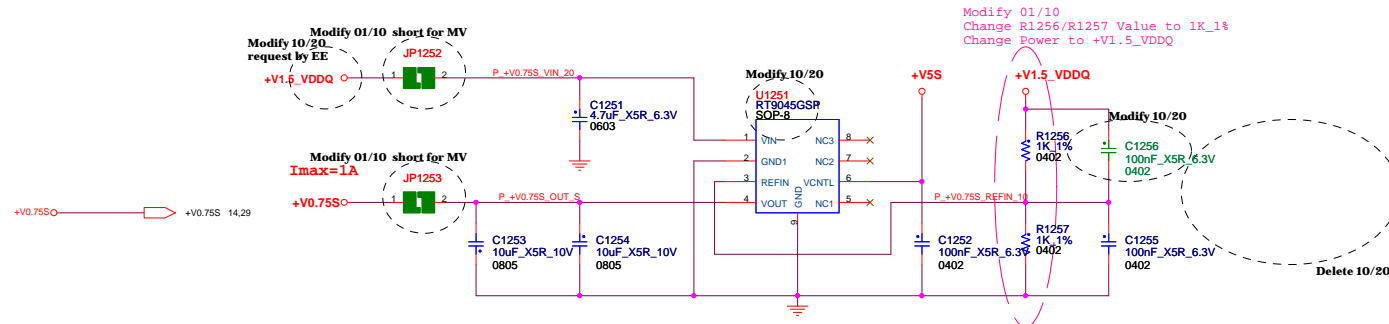 Modify 01/10
Change R1256/R1257 Value to 1K_1%
Change Power to +V1.5_VDDQ
Modify 10/20
request by EE
Modify 01/10  short for MV
JP1252
+V1.5_VDDQ
1
2
P_+V0.75S_VIN_20
C1251
4.7uF_X5R_6.3V
0603
Modify 10/20
U1251
RT9045GSP
SOP-8
1
VIN
NC3
8
2
GND1
NC2
7
3
REFIN
VCNTL
6
4
VOUT
NC1
5
GND
9
+V5S
+V1.5_VDDQ
Modify 10/20
R1256
1K_1%
0402
C1256
100nF_X5R_6.3V
0402
Modify 01/10  short for MV
Imax=1A
JP1253
+V0.75S
1
2
P_+V0.75S_OUT_S
P_+V0.75S_REFIN_10
+V0.75S
+V0.75S  14,29
C1253
10uF_X5R_10V
0805
C1254
10uF_X5R_10V
0805
C1252
100nF_X5R_6.3V
0402
R1257
1K_1%
0402
C1255
100nF_X5R_6.3V
0402
Delete 10/20